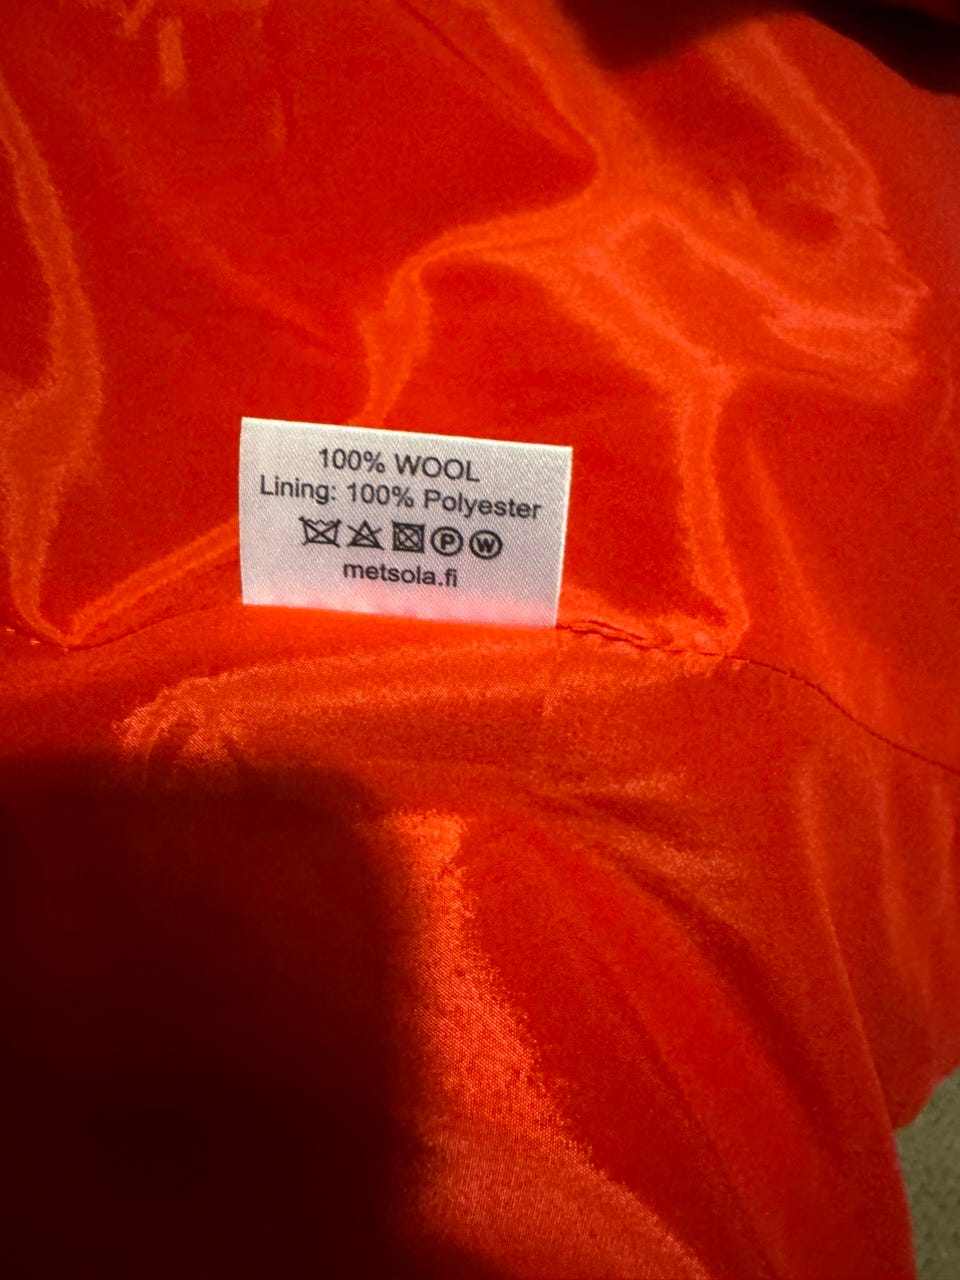 100% WOOL
Lining: 100% Polyester
P W
metsola.fi